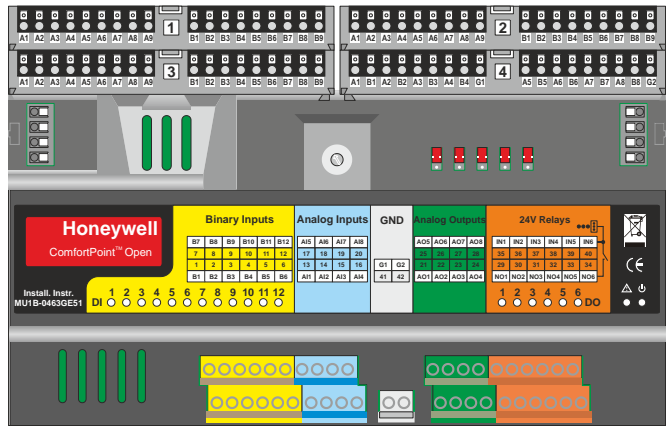 1
A1 A2 A3 A4 A5 A6 A7 A8 A9 B1 B2 B3 B4 B5 B6 B7 B8 B9
2
A1 A2 A3 A4 A5 A6 A7 A8 A9 B1 B2 B3 B4 B5 B6 B7 B8 B9
3
A1 A2 A3 A4 A5 A6 A7 A8 A9 B1 B2 B3 B4 B5 B6 B7 B8 B9
4
A1 B1 A2 B2 A3 B3 A4 B4 G1 A5 B5 A6 B6 A7 B7 A8 B8 G2
Honeywell
ComfortPoint™ Open
Install. Instr.
MU1B-0463GE51
Binary Inputs
B7 B8 B9 B10 B11 B12
7 8 9 10 11 12
1 2 3 4 5 6
B1 B2 B3 B4 B5 B6
DI 1 2 3 4 5 6 7 8 9 10 11 12
Analog Inputs
AI5 AI6 AI7 AI8
17 18 19 20
13 14 15 16
AI1 AI2 AI3 AI4
GND
G1 G2
41 42
Analog Outputs
AO5 AO6 AO7 AO8
25 26 27 28
21 22 23 24
AO1 AO2 AO3 AO4
24V Relays
IN1 IN2 IN3 IN4 IN5 IN6
35 36 37 38 39 40
29 30 31 32 33 34
NO1 NO2 NO3 NO4 NO5 NO6
1 2 3 4 5 6 DO
CE